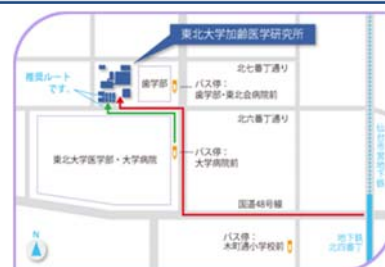 東北大学加齢医学研究所
北七番丁通り
推奨ルート
です。
歯学部
バス停：
歯学部・東北会病院前
北六番丁通り
バス停：
大学病院前
東北大学医学部・大学病院
国道48号線
N
バス停：
木町通小学校前
地下鉄
北四番丁
仙台市営地下鉄